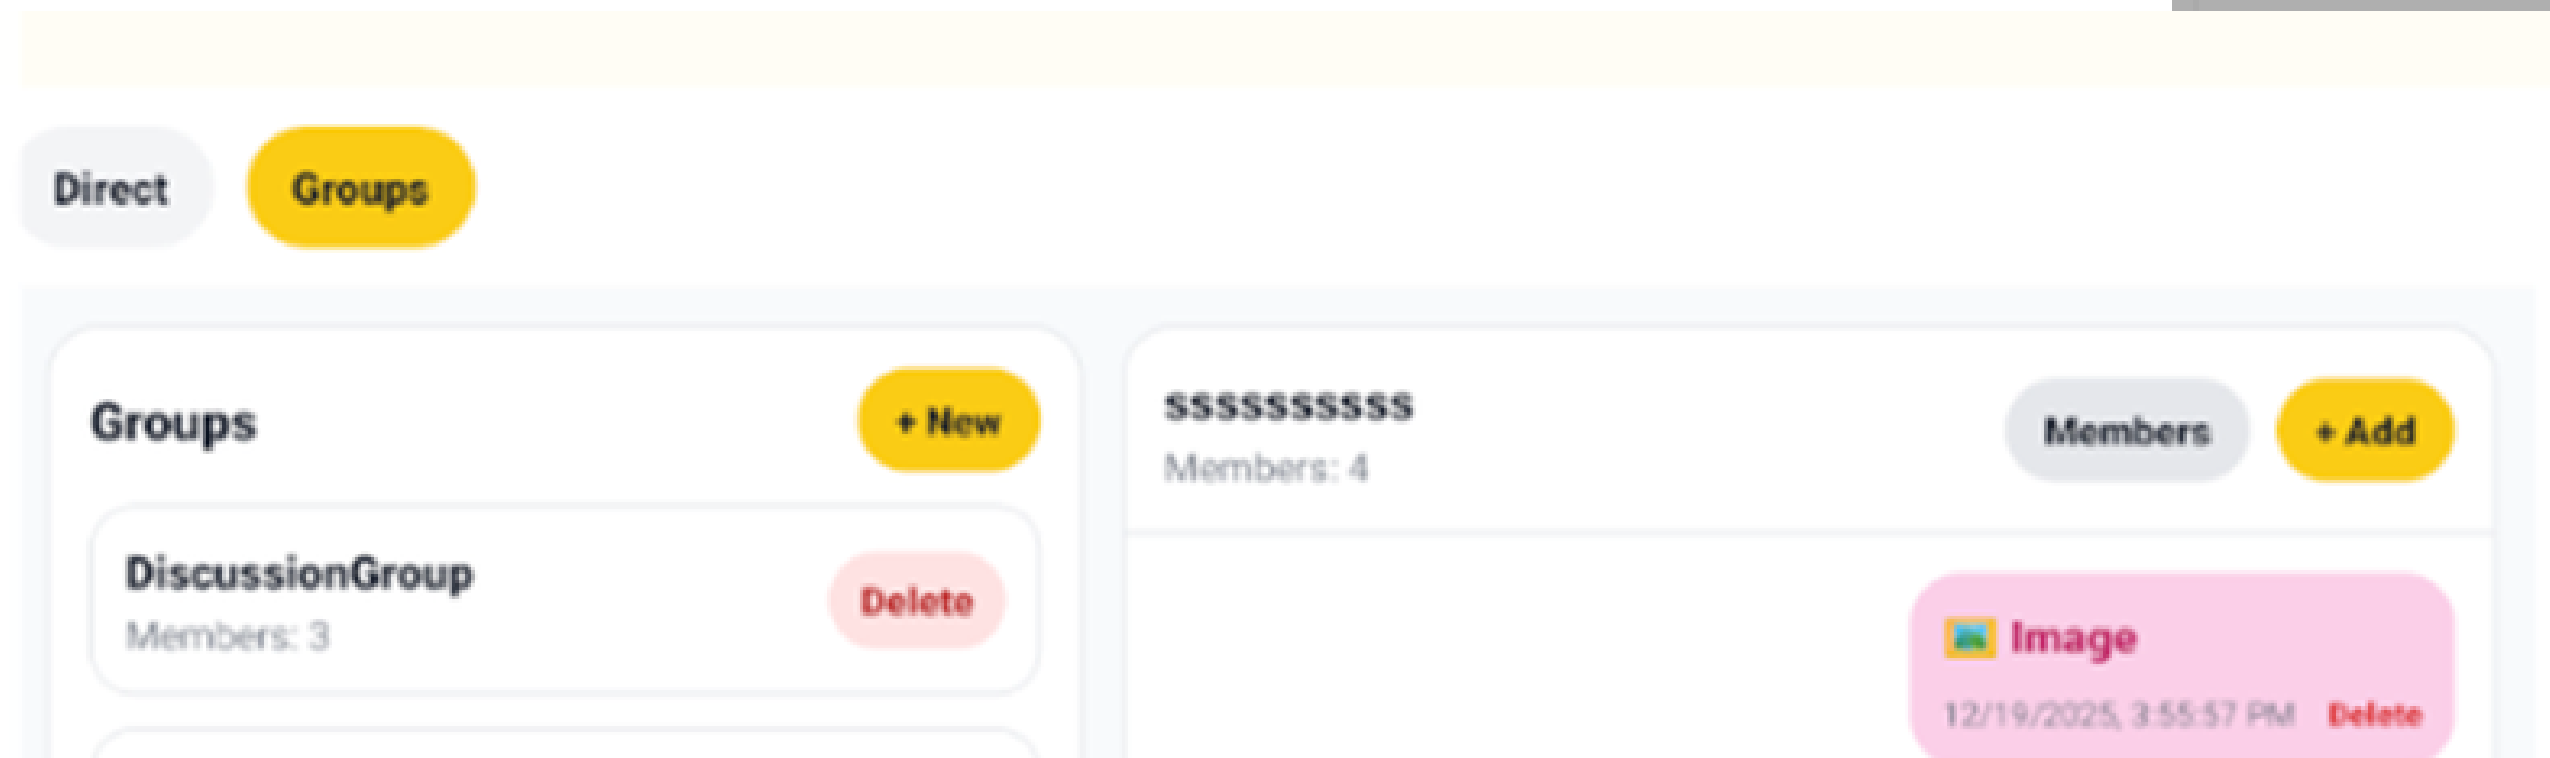 Direct
Groups
Groups
+ New
DiscussionGroup
Members: 3
Delete
ssssssssss
Members: 4
Members
+ Add
Image
12/19/2025, 3:55:57 PM Delete